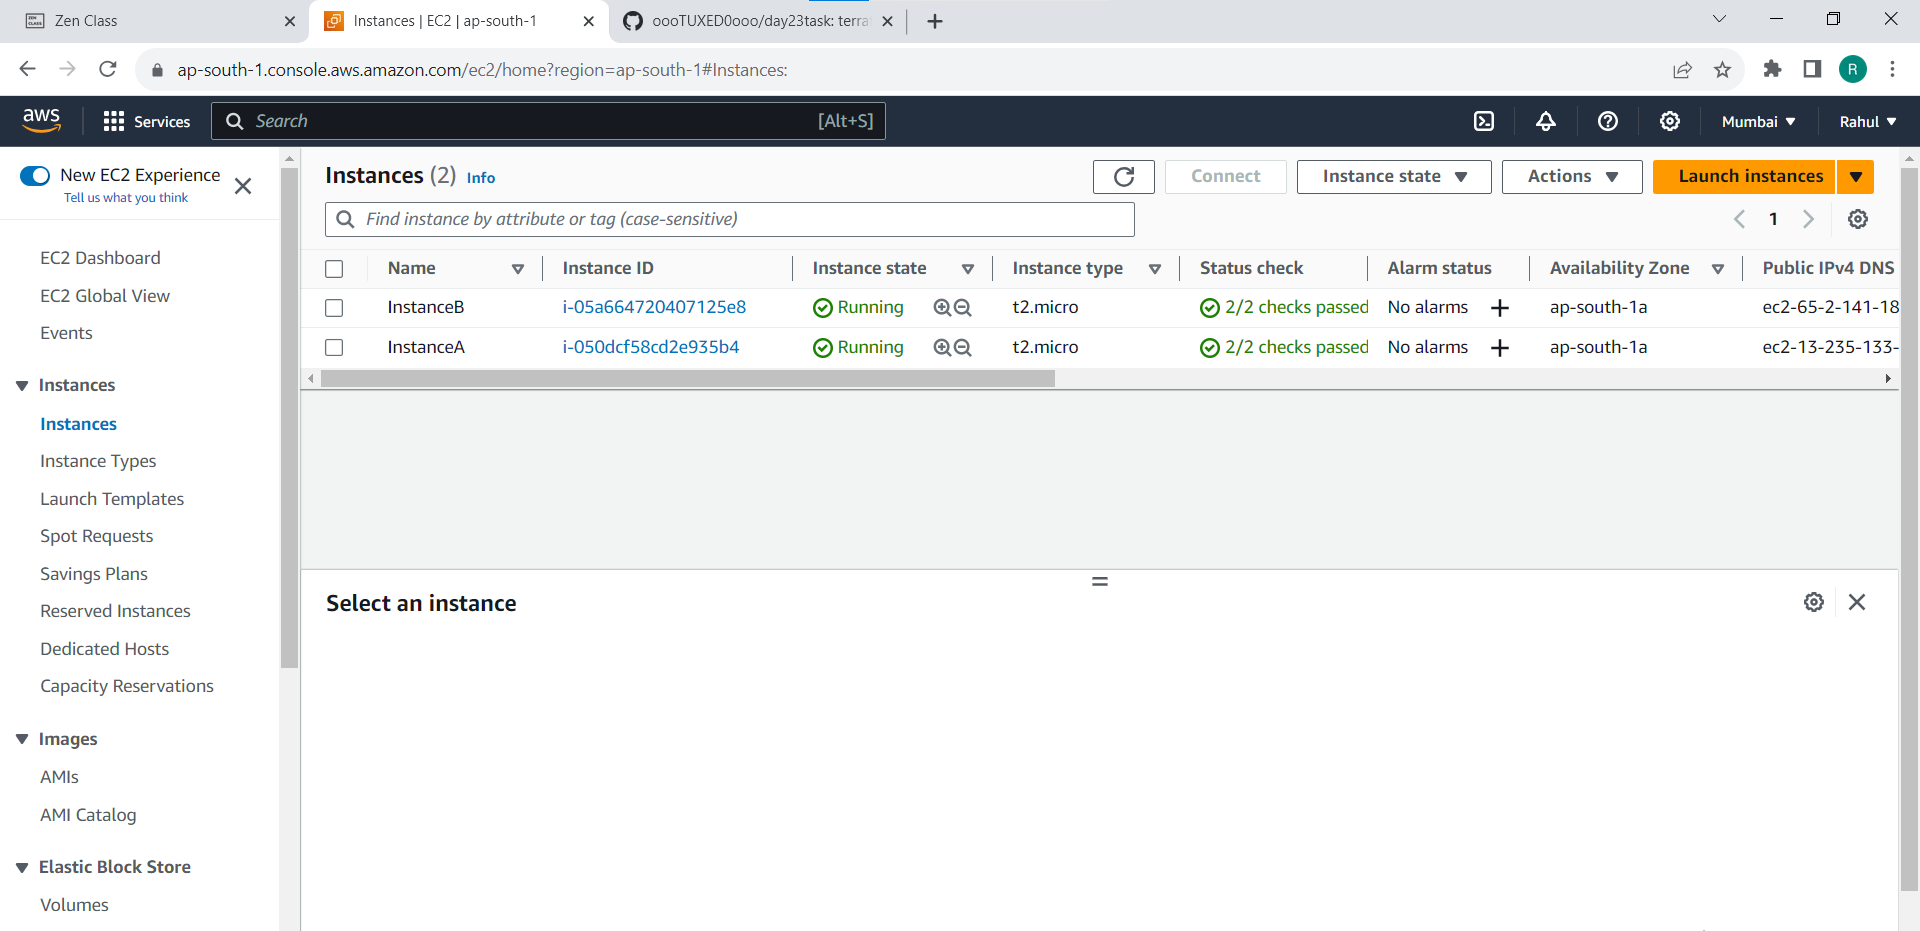 Zen Class
Instances | EC2 | ap-south-1
oooTUXED0ooo/day23task: terra
ap-south-1.console.aws.amazon.com/ec2/home?region=ap-south-1#Instances:
R
aws
Services
Search
[Alt+S]
Mumbai
Rahul
New EC2 Experience
Tell us what you think
EC2 Dashboard
EC2 Global View
Events
Instances
Instances
Instance Types
Launch Templates
Spot Requests
Savings Plans
Reserved Instances
Dedicated Hosts
Capacity Reservations
Images
AMIs
AMI Catalog
Elastic Block Store
Volumes
Instances (2) Info
Connect
Instance state
Actions
Launch instances
Find instance by attribute or tag (case-sensitive)
1
Name Instance ID Instance state Instance type Status check Alarm status Availability Zone Public IPv4 DNS
InstanceB i-05a664720407125e8 Running t2.micro 2/2 checks passed No alarms ap-south-1a ec2-65-2-141-18
InstanceA i-050dcf58cd2e935b4 Running t2.micro 2/2 checks passed No alarms ap-south-1a ec2-13-235-133-
Select an instance